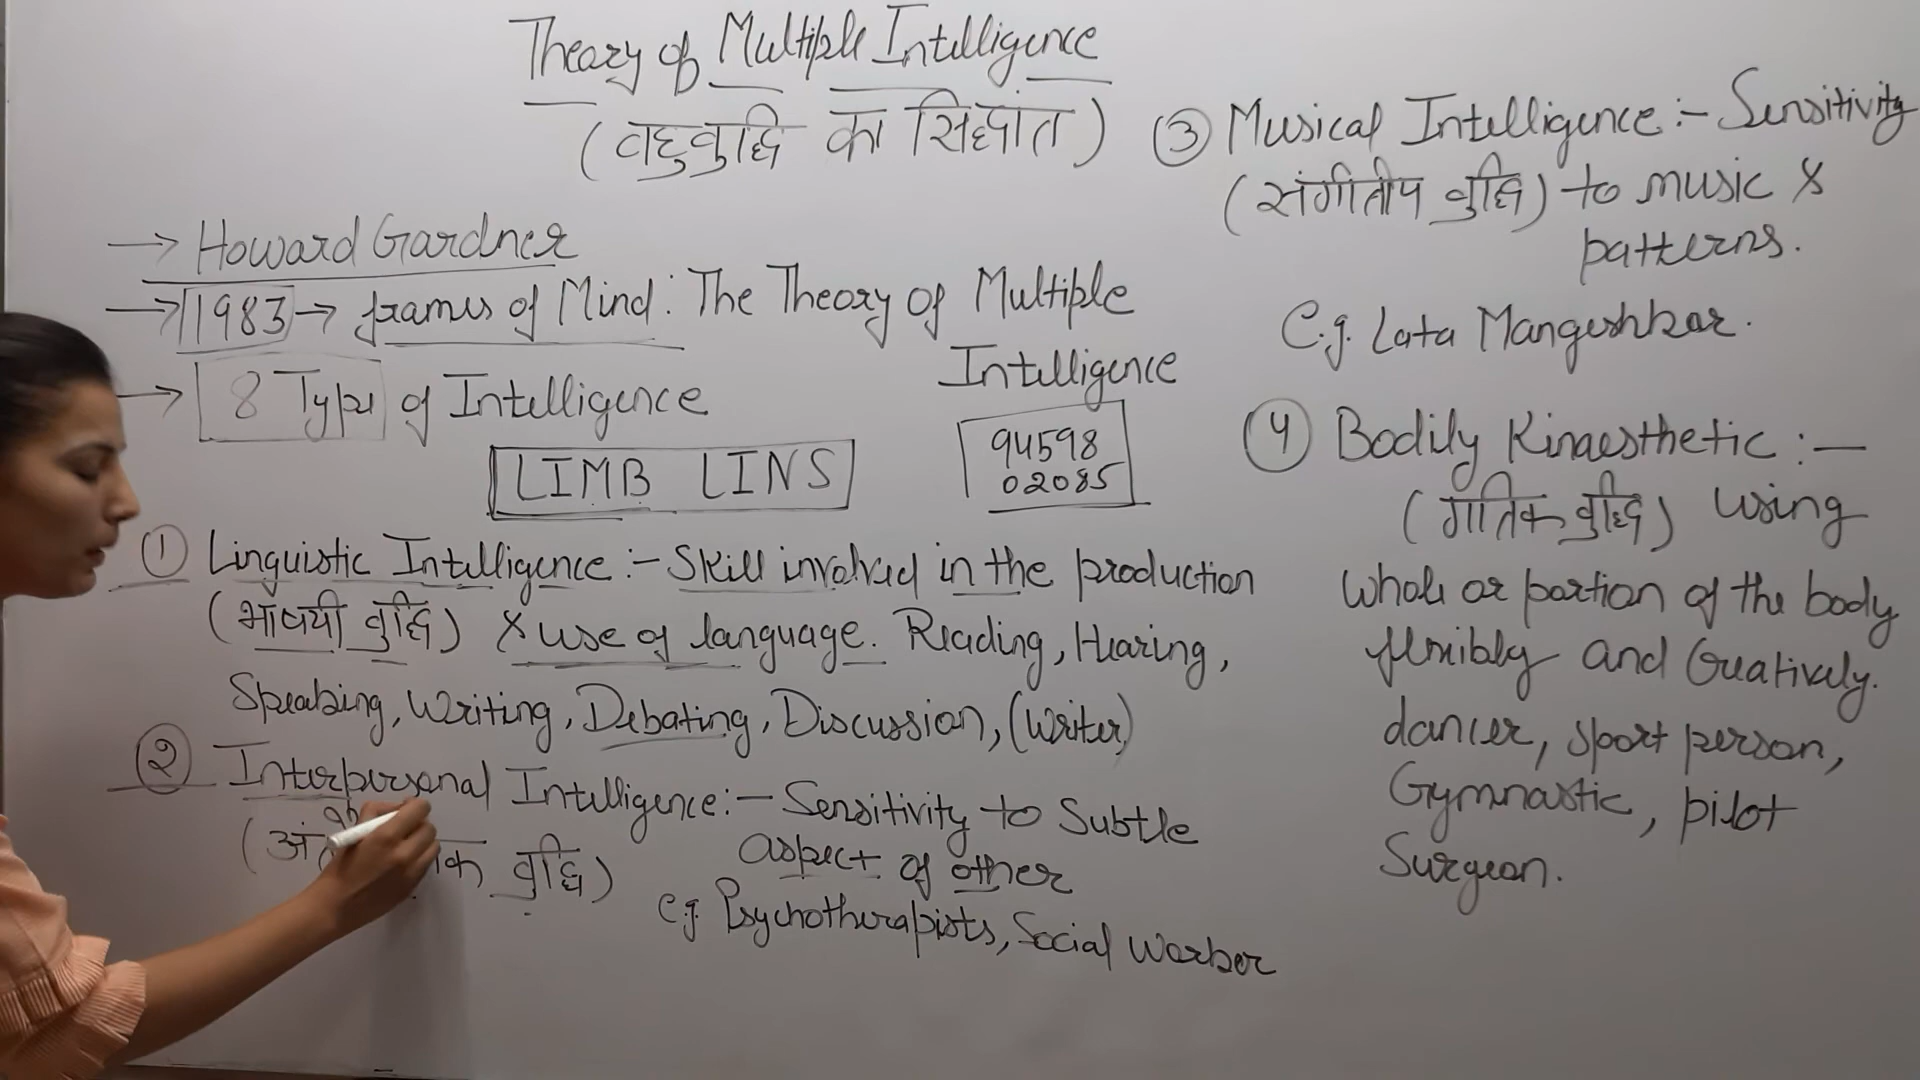 Theory of Multiple Intelligence
(बहुबुद्धि का सिद्धांत)
→ Howard Gardner
→ 1983 → frames of Mind: The Theory of Multiple
Intelligence
→ 8 Types of Intelligence
LIMB LINS
94598
02085
① Linguistic Intelligence :- Skill involved in the production
(भाषयी बुद्धि) & use of language. Reading, Hearing,
Speaking, Writing, Debating, Discussion, (Writer)
② Interpersonal Intelligence :- Sensitivity to Subtle
बुद्धि) aspect of other
e.g. Psychotherapists, Social Worker
③ Musical Intelligence :- Sensitivity
(संगीतीय बुद्धि) to music &
patterns.
e.g. Lata Mangeshkar.
④ Bodily Kinaesthetic :-
(गतिक बुद्धि) using
whole or portion of the body
flexibly and Creatively.
dancer, sport person,
Gymnastic, pilot
Surgeon.